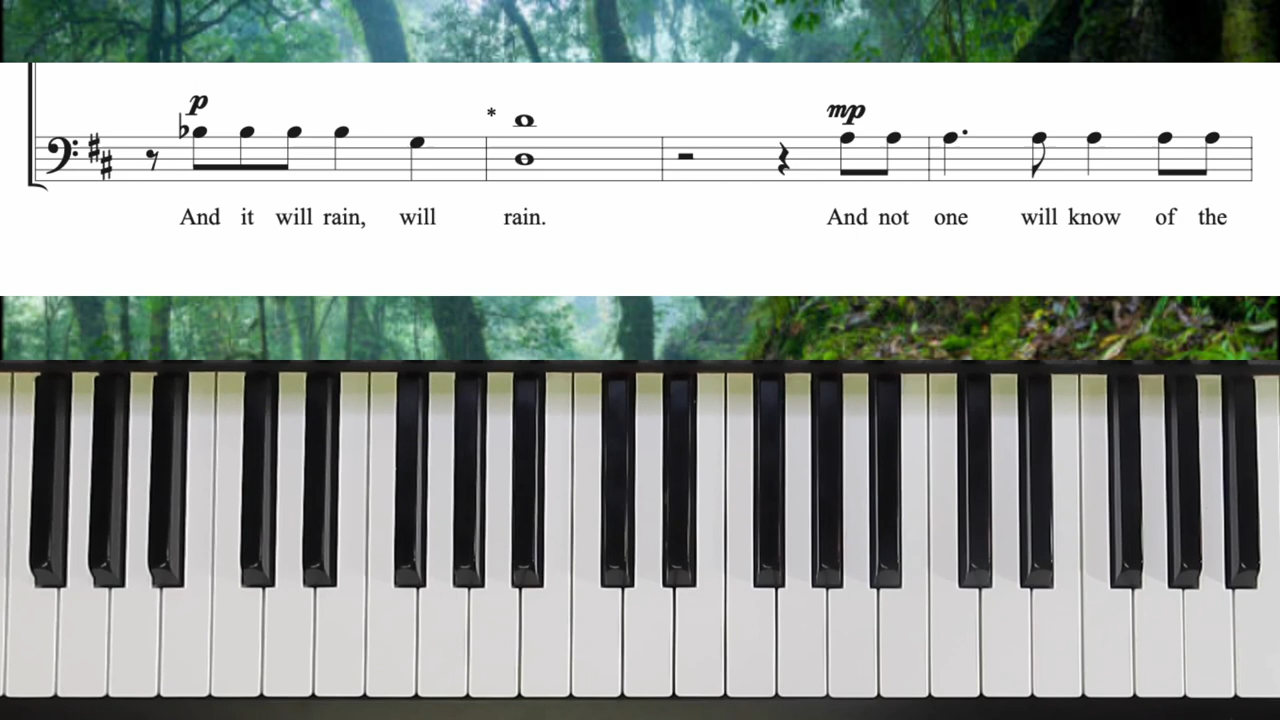 p
*
mp
And it will rain, will rain. And not one will know of the